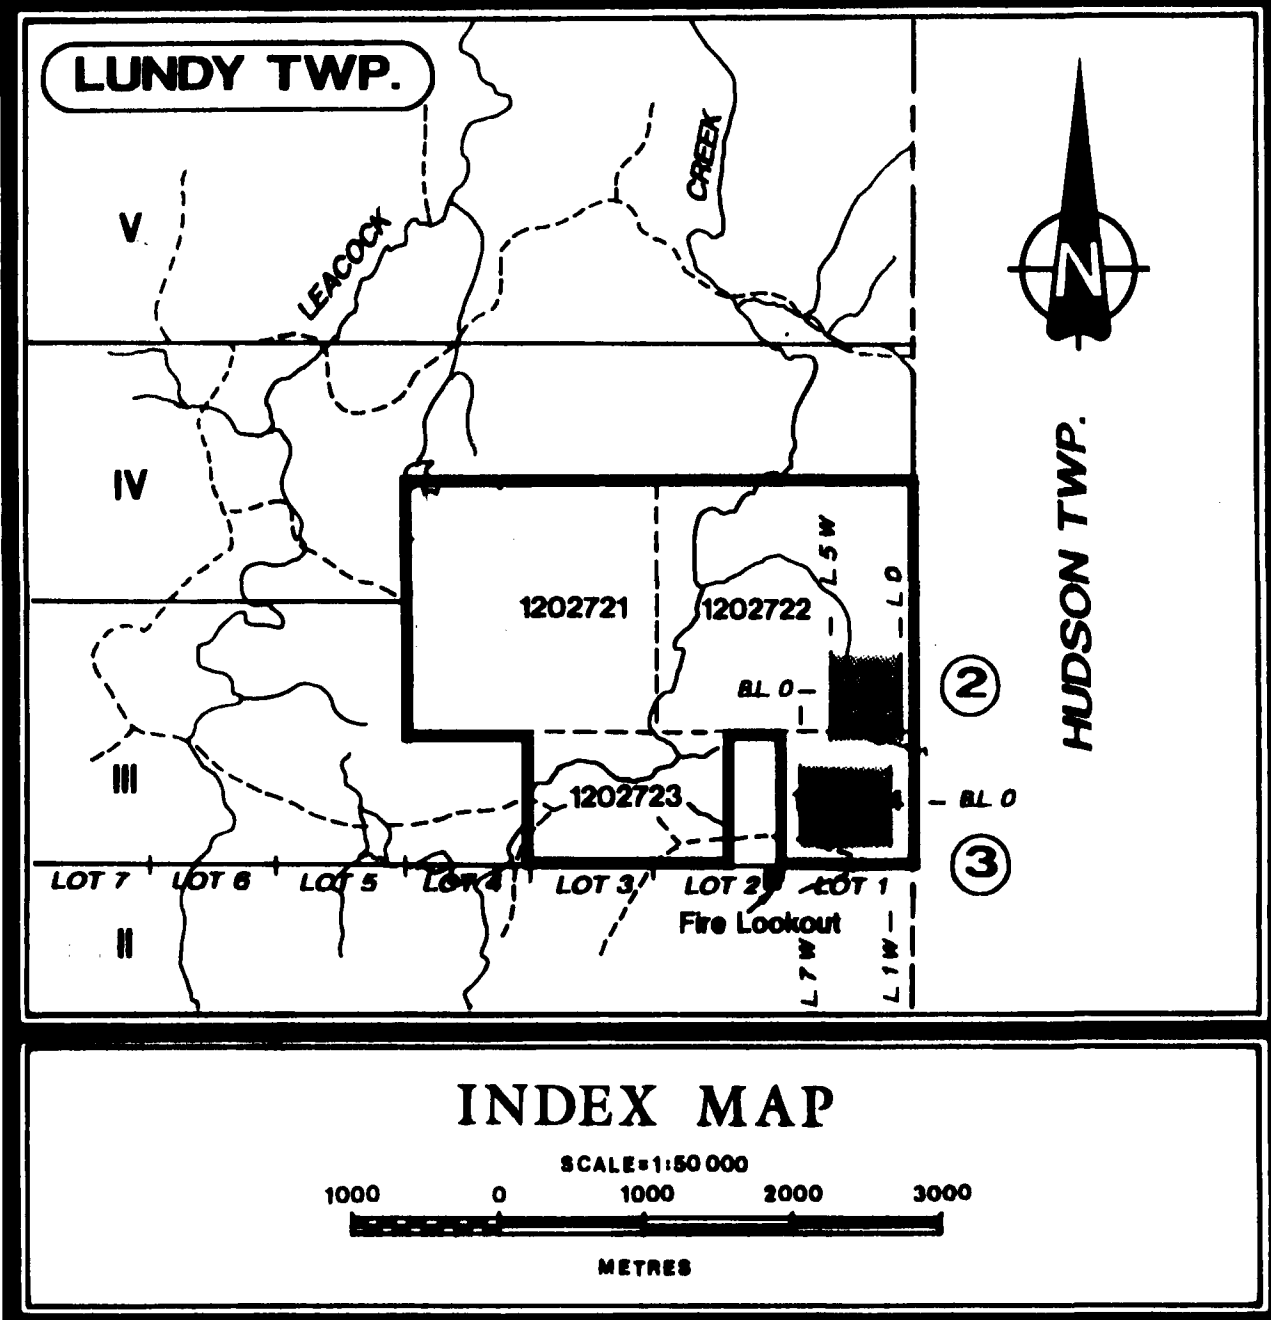 LUNDY TWP.
CREEK
LEACOCK
V
N
IV
HUDSON TWP.
L 5 W
L 0
1202721
1202722
B.L. 0
2
III
1202723
B.L. 0
3
LOT 7
LOT 6
LOT 5
LOT 4
LOT 3
LOT 2
LOT 1
Fire Lookout
II
L 7 W
L 1 W
INDEX MAP
SCALE=1:50 000
1000 0 1000 2000 3000
METRES